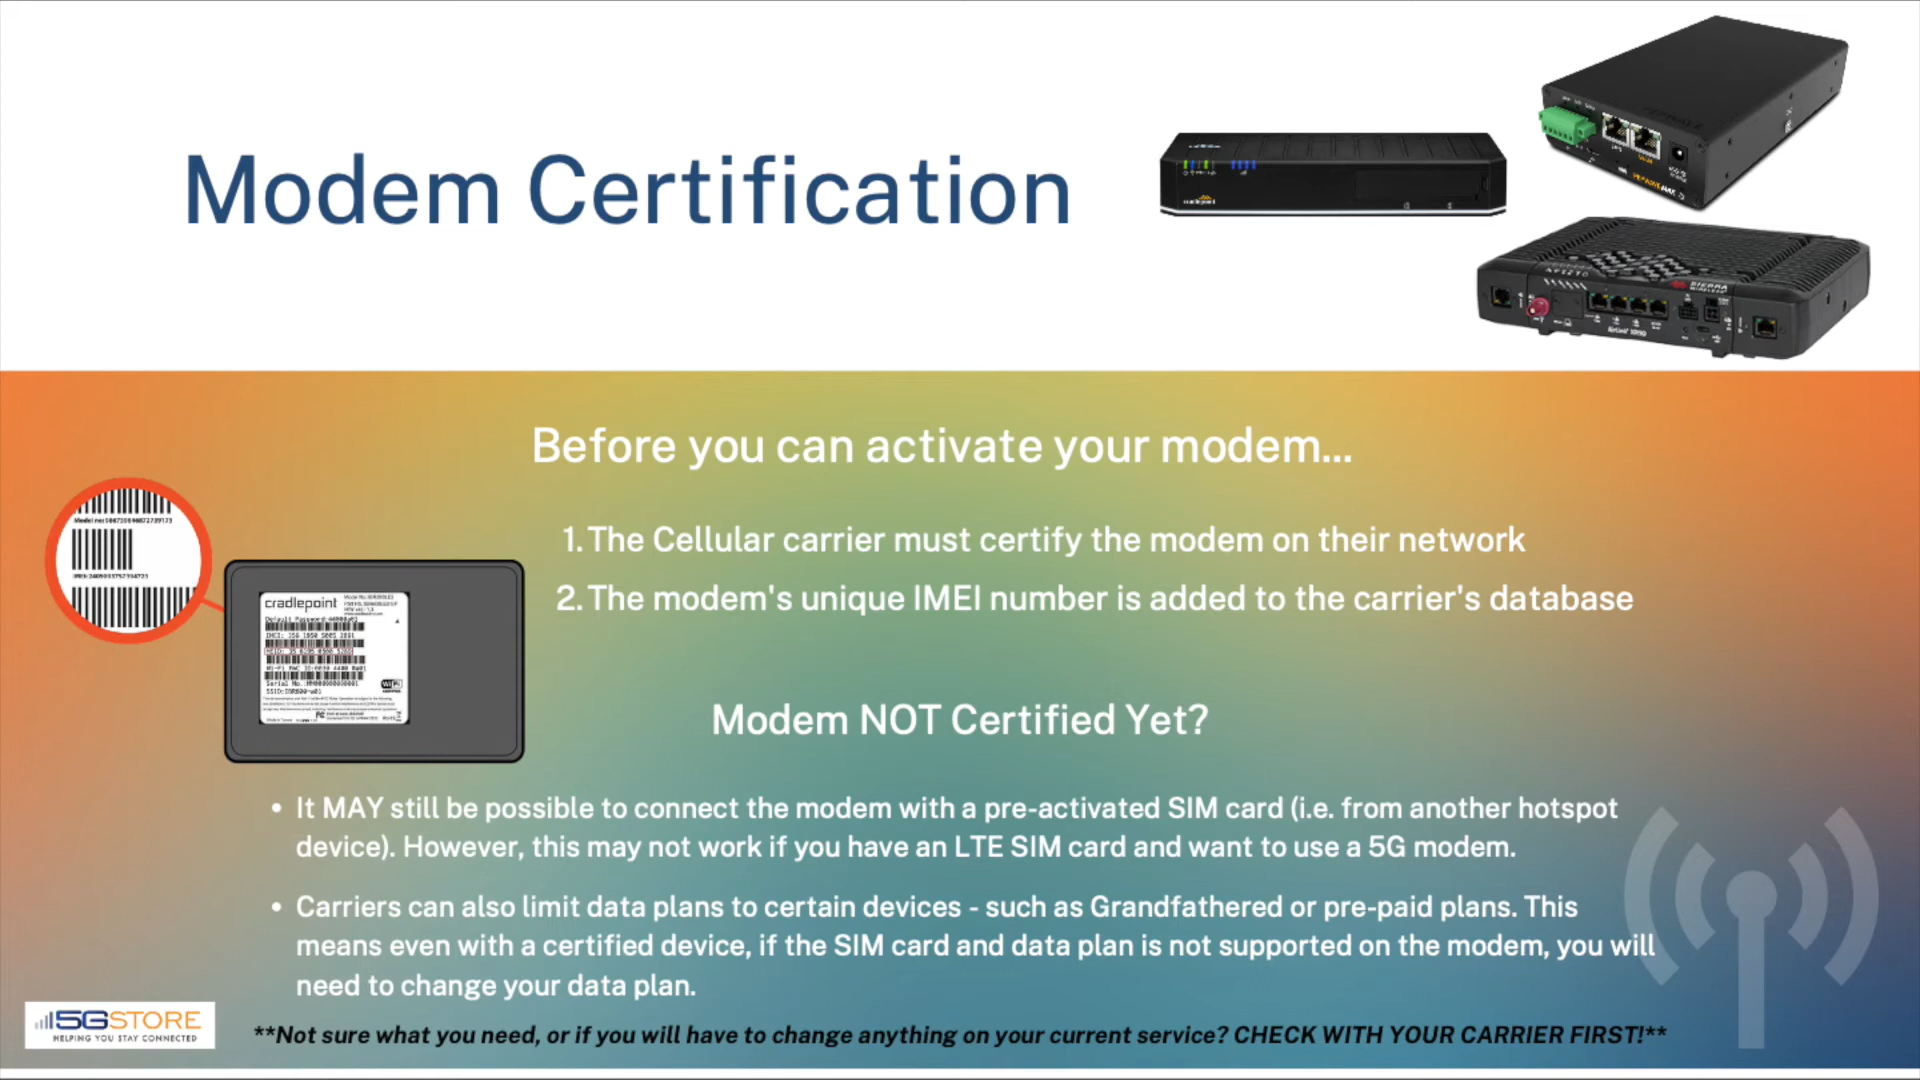 Modem Certification
cradlepoint
SIERRA
WIRELESS
Before you can activate your modem...
1. The Cellular carrier must certify the modem on their network
2. The modem's unique IMEI number is added to the carrier's database
cradlepoint
WiFi
FC
Modem NOT Certified Yet?
• It MAY still be possible to connect the modem with a pre-activated SIM card (i.e. from another hotspot
device). However, this may not work if you have an LTE SIM card and want to use a 5G modem.
• Carriers can also limit data plans to certain devices - such as Grandfathered or pre-paid plans. This
means even with a certified device, if the SIM card and data plan is not supported on the modem, you will
need to change your data plan.
5GSTORE
HELPING YOU STAY CONNECTED
**Not sure what you need, or if you will have to change anything on your current service? CHECK WITH YOUR CARRIER FIRST!**